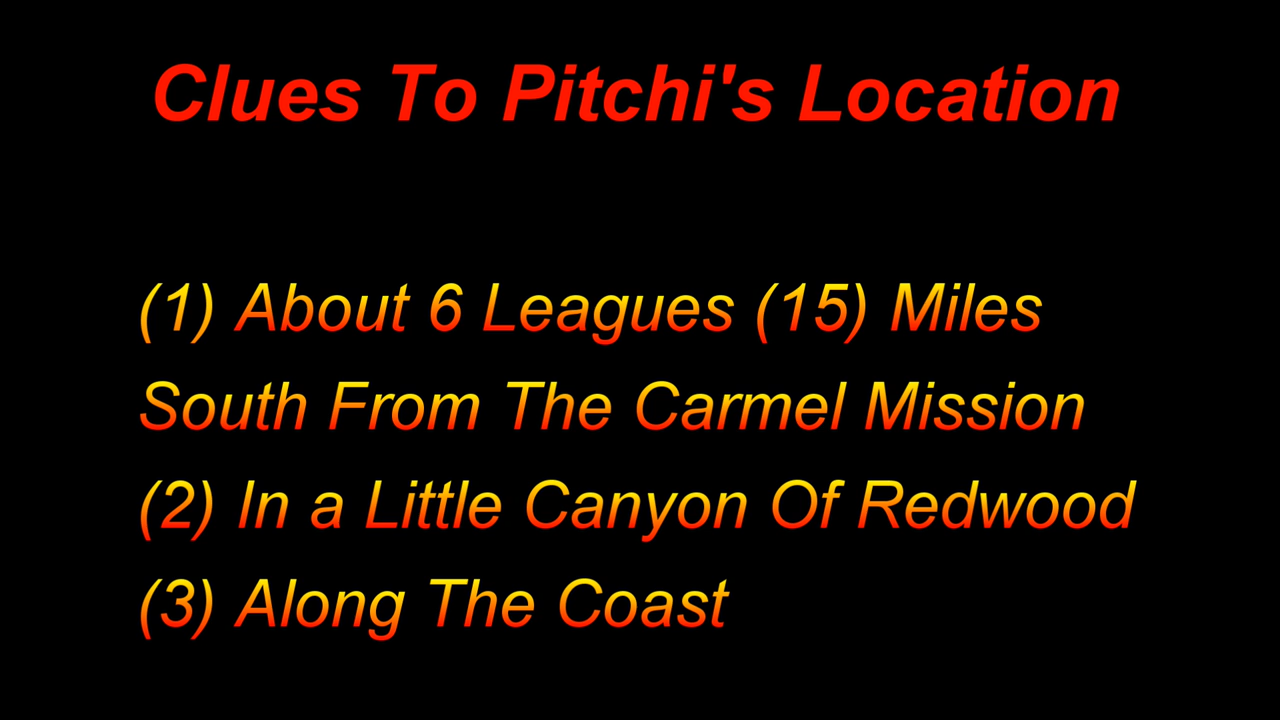 Clues To Pitchi's Location
(1) About 6 Leagues (15) Miles
South From The Carmel Mission
(2) In a Little Canyon Of Redwood
(3) Along The Coast